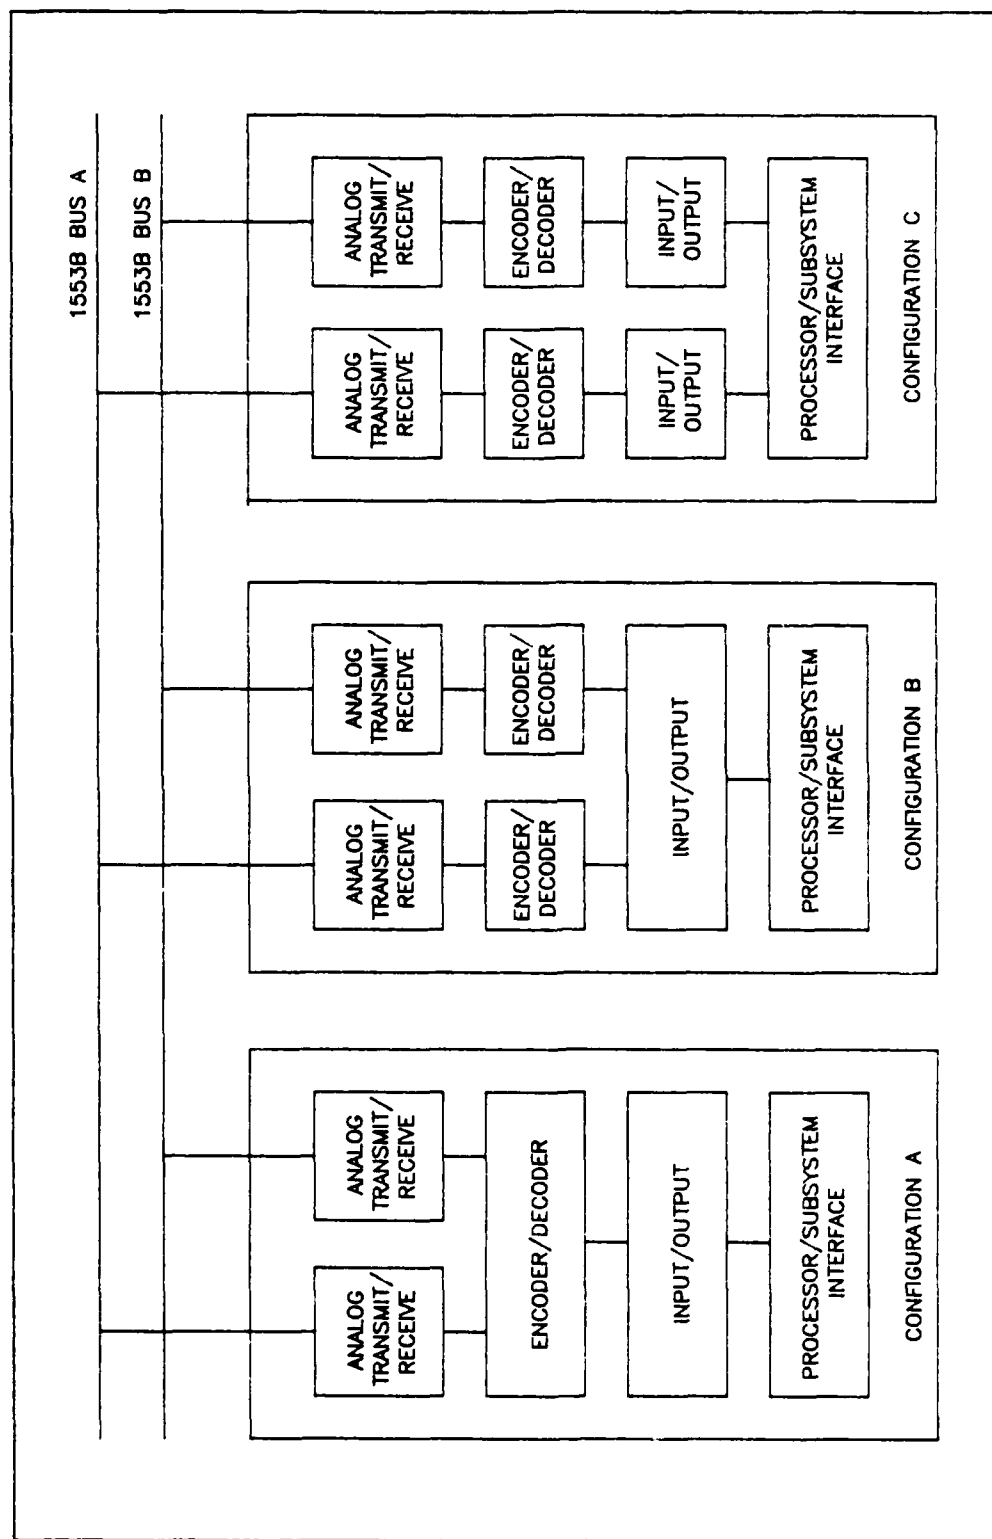 1553B BUS A
1553B BUS B
ANALOG
TRANSMIT/
RECEIVE
ANALOG
TRANSMIT/
RECEIVE
ENCODER/DECODER
INPUT/OUTPUT
PROCESSOR/SUBSYSTEM
INTERFACE
CONFIGURATION A
ANALOG
TRANSMIT/
RECEIVE
ANALOG
TRANSMIT/
RECEIVE
ENCODER/
DECODER
ENCODER/
DECODER
INPUT/OUTPUT
PROCESSOR/SUBSYSTEM
INTERFACE
CONFIGURATION B
ANALOG
TRANSMIT/
RECEIVE
ANALOG
TRANSMIT/
RECEIVE
ENCODER/
DECODER
ENCODER/
DECODER
INPUT/
OUTPUT
INPUT/
OUTPUT
PROCESSOR/SUBSYSTEM
INTERFACE
CONFIGURATION C